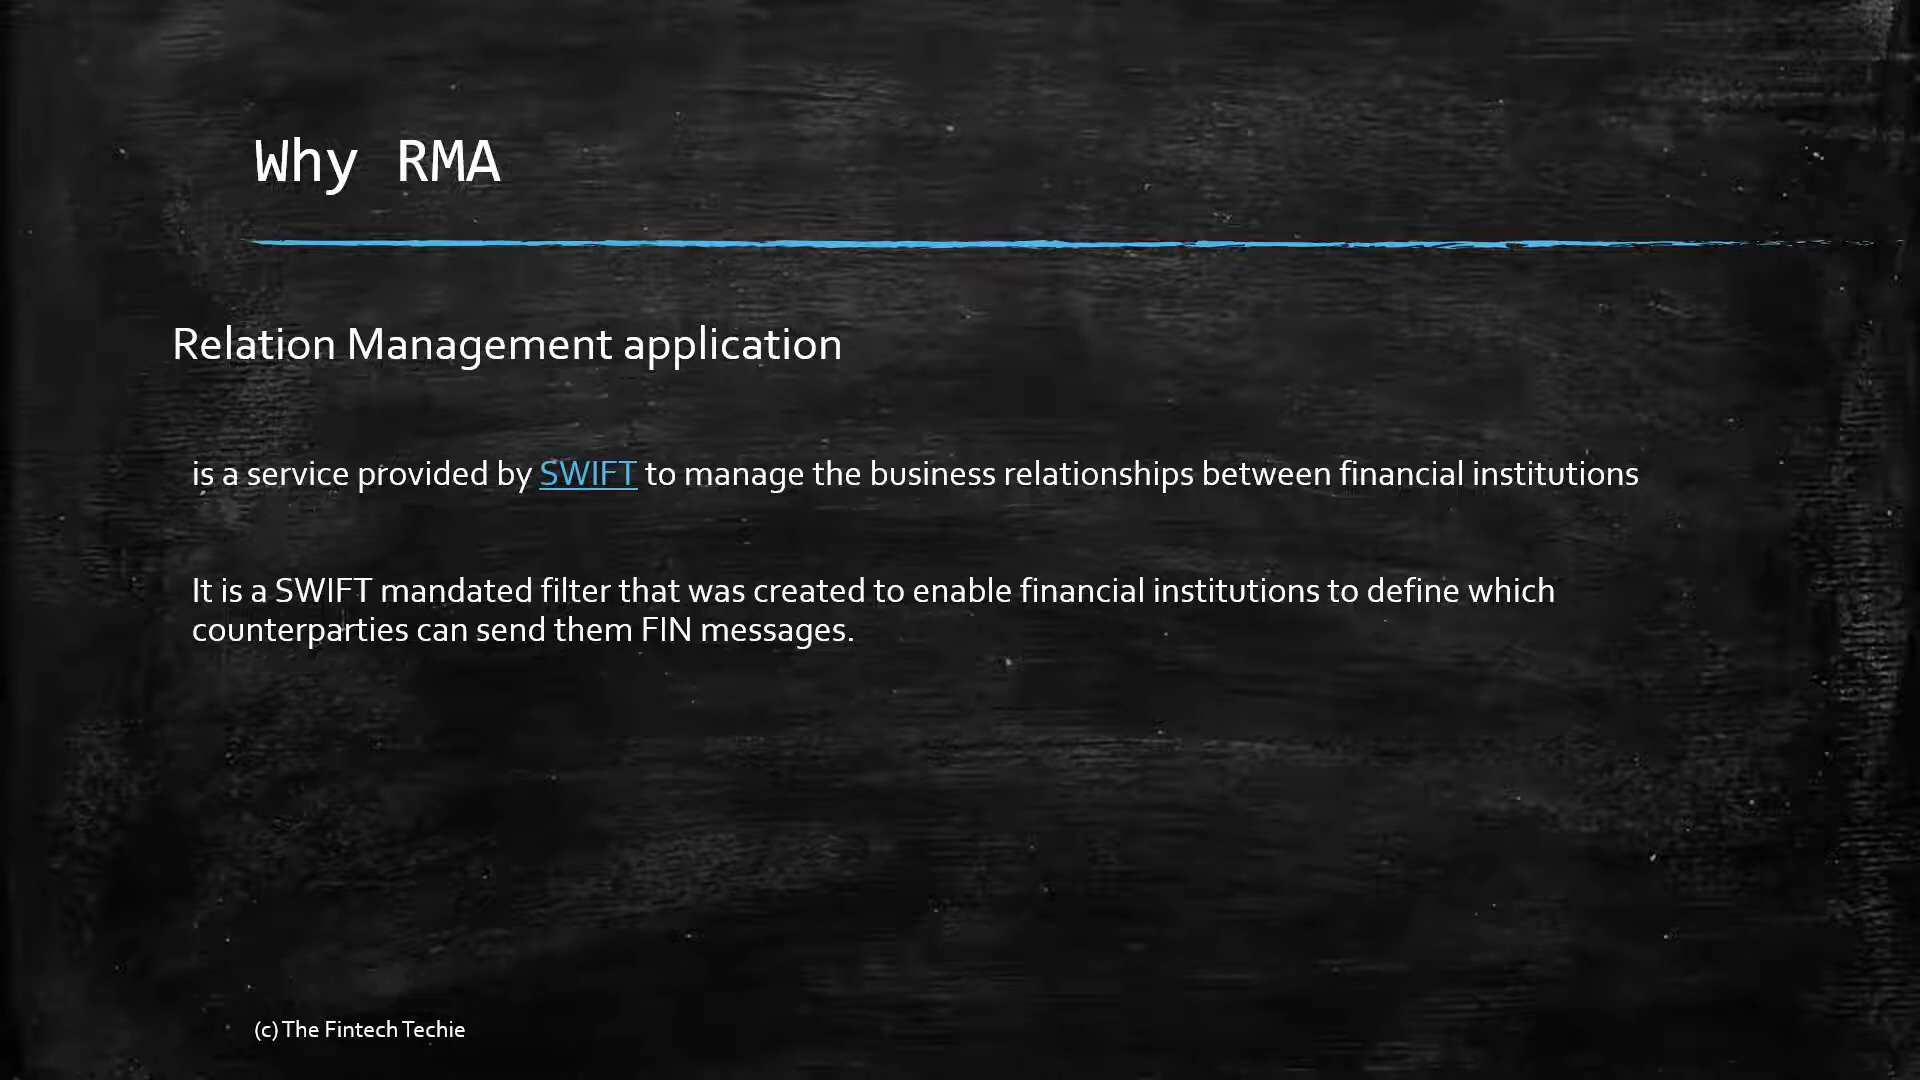 Why RMA
Relation Management application
is a service provided by SWIFT to manage the business relationships between financial institutions
It is a SWIFT mandated filter that was created to enable financial institutions to define which
counterparties can send them FIN messages.
(c) The Fintech Techie